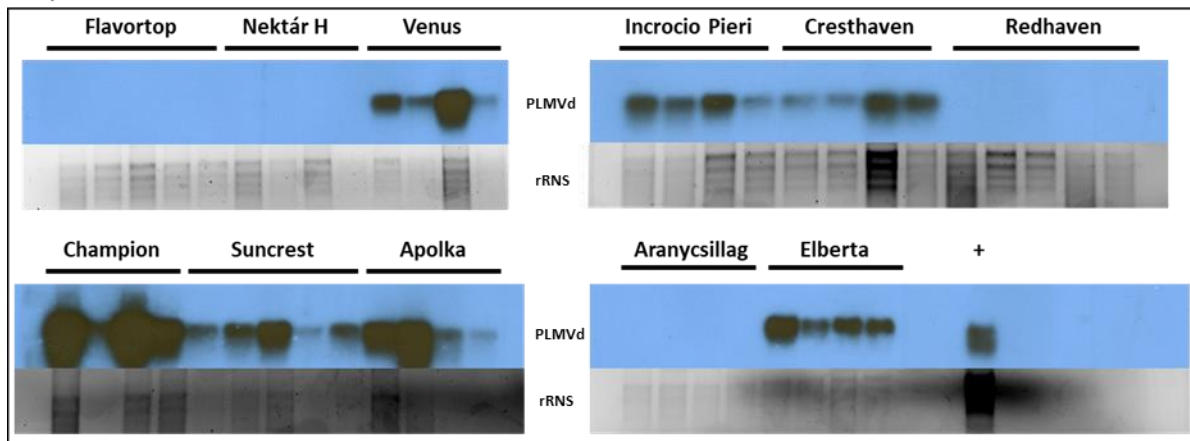 Flavortop Nektár H Venus Incrocio Pieri Cresthaven Redhaven
PLMVd
rRNS
Champion Suncrest Apolka Aranycsillag Elberta +
PLMVd
rRNS